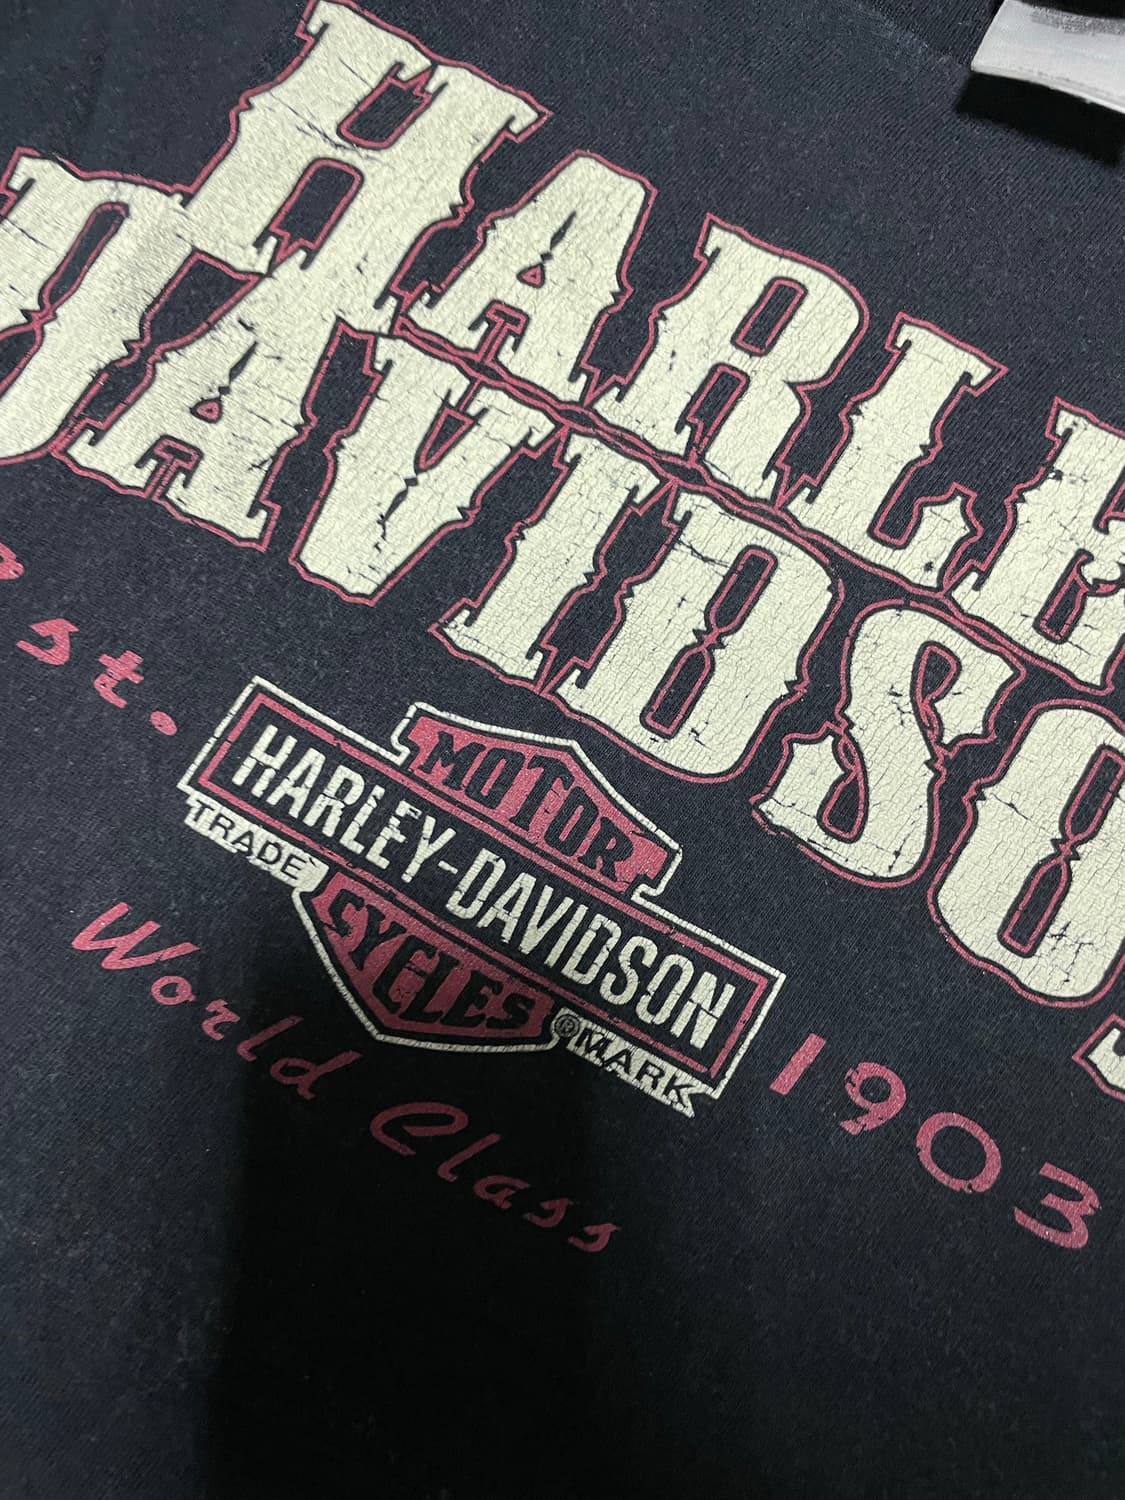 HARLE
DAVIDSO
st.
MOTOR
HARLEY-DAVIDSON
TRADE
CYCLES
® MARK
1903
World Class